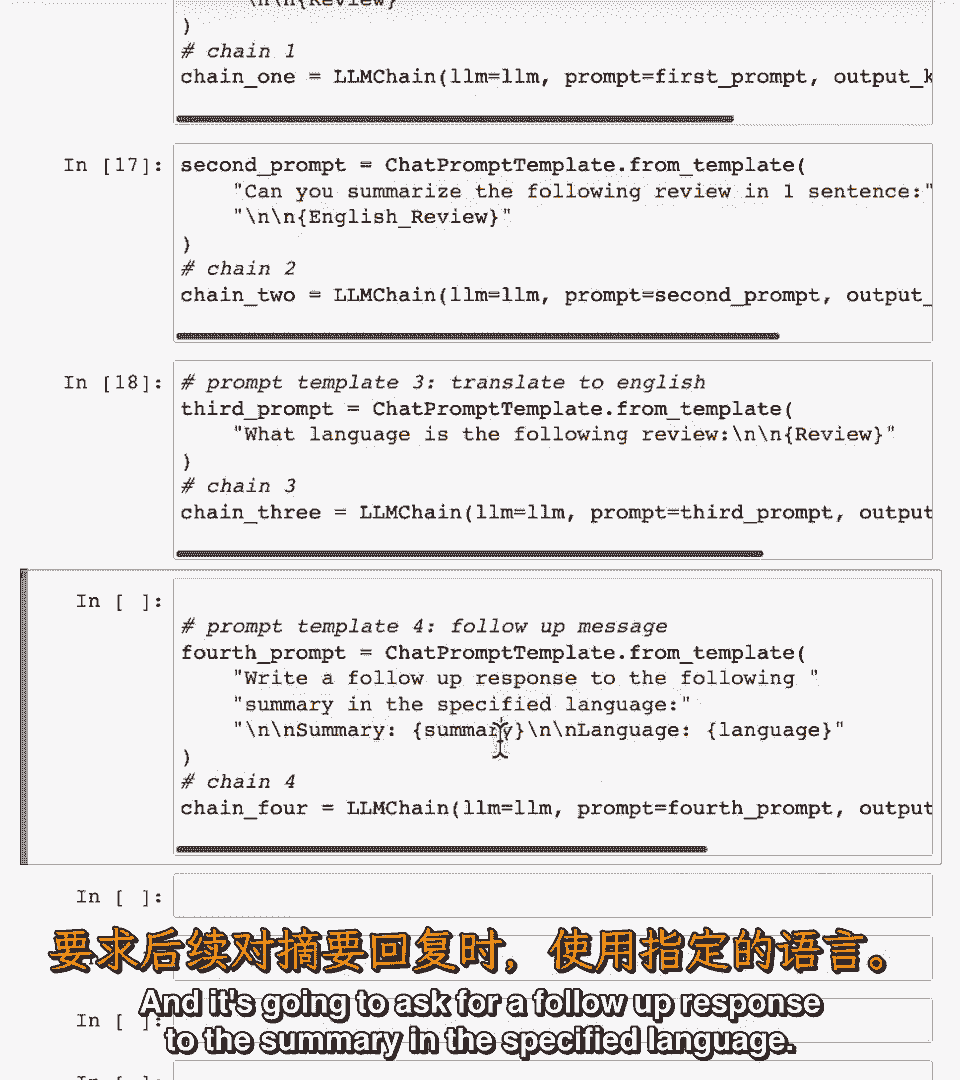 "\n\n{Review}"
)
# chain 1
chain_one = LLMChain(llm=llm, prompt=first_prompt, output_k
In [17]:
second_prompt = ChatPromptTemplate.from_template(
"Can you summarize the following review in 1 sentence:"
"\n\n{English_Review}"
)
# chain 2
chain_two = LLMChain(llm=llm, prompt=second_prompt, output_
In [18]:
# prompt template 3: translate to english
third_prompt = ChatPromptTemplate.from_template(
"What language is the following review:\n\n{Review}"
)
# chain 3
chain_three = LLMChain(llm=llm, prompt=third_prompt, output
In [ ]:
# prompt template 4: follow up message
fourth_prompt = ChatPromptTemplate.from_template(
"Write a follow up response to the following "
"summary in the specified language:"
"\n\nSummary: {summary}\n\nLanguage: {language}"
)
# chain 4
chain_four = LLMChain(llm=llm, prompt=fourth_prompt, output
In [ ]:
要求后续对摘要回复时，使用指定的语言。
And it's going to ask for a follow up response
In [ ]:
to the summary in the specified language.